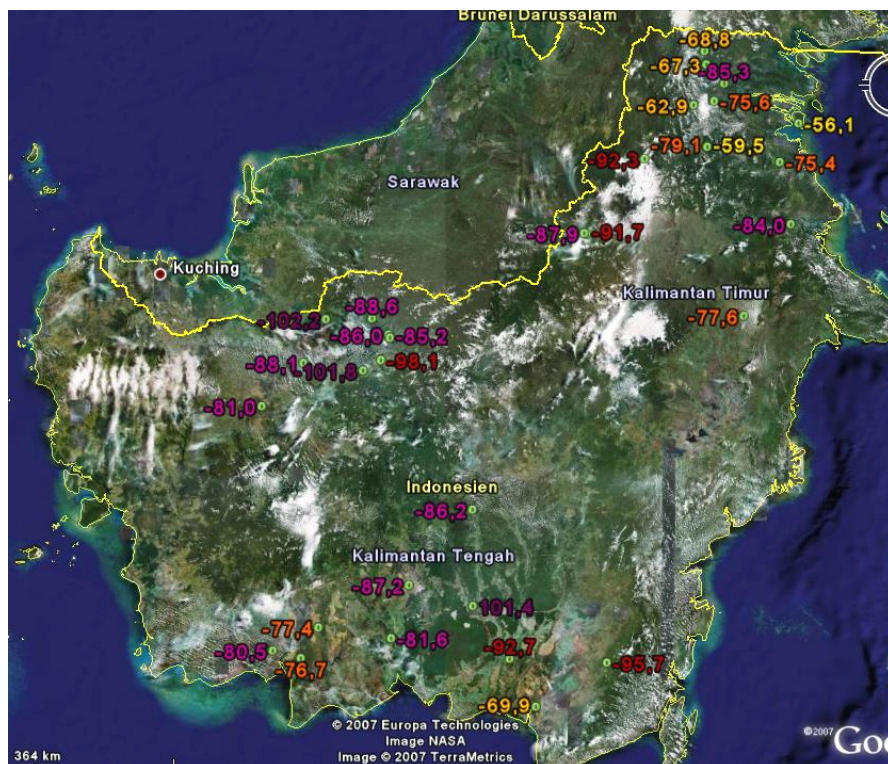 Brunei Darussalam
-68,8
-67,3
-85,3
-62,9
-75,6
-56,1
-79,1
-59,5
-92,3
-75,4
Sarawak
-84,0
-87,9
-91,7
Kuching
Kalimantan Timur
-88,6
-77,6
-102,2
-86,0
-85,2
-98,1
-88,1
-101,8
-81,0
Indonesien
-86,2
Kalimantan Tengah
-87,2
101,4
-77,4
-81,6
-92,7
-80,5
-95,7
-76,7
-69,9
© 2007 Europa Technologies
Image NASA
Image © 2007 TerraMetrics
364 km
©2007 Goo